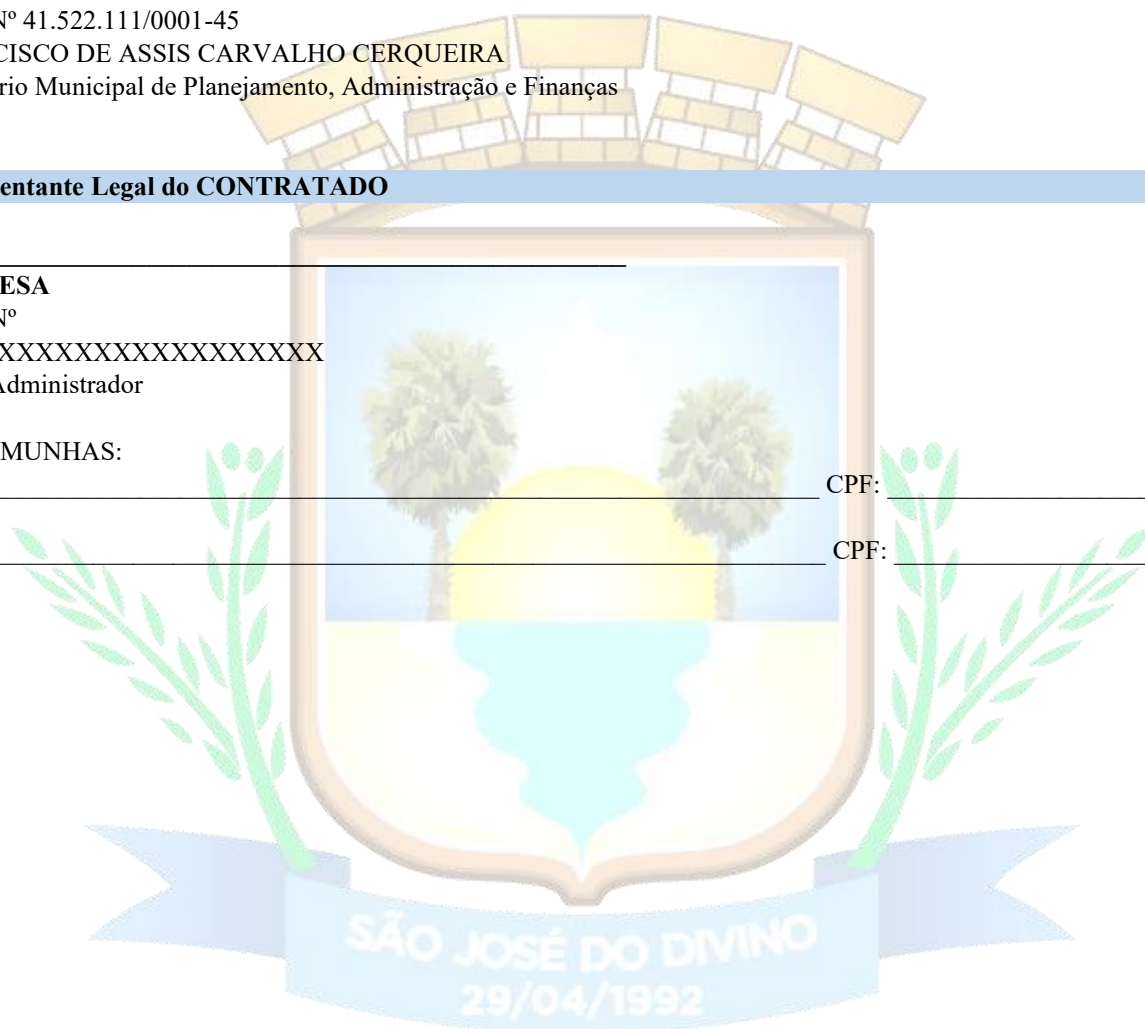 Nº 41.522.111/0001-45
CISCO DE ASSIS CARVALHO CERQUEIRA
rio Municipal de Planejamento, Administração e Finanças
entante Legal do CONTRATADO
ESA
Nº
XXXXXXXXXXXXXXXXX
Administrador
MUNHAS:
CPF:
CPF:
SÃO JOSÉ DO DIVINO
29/04/1992